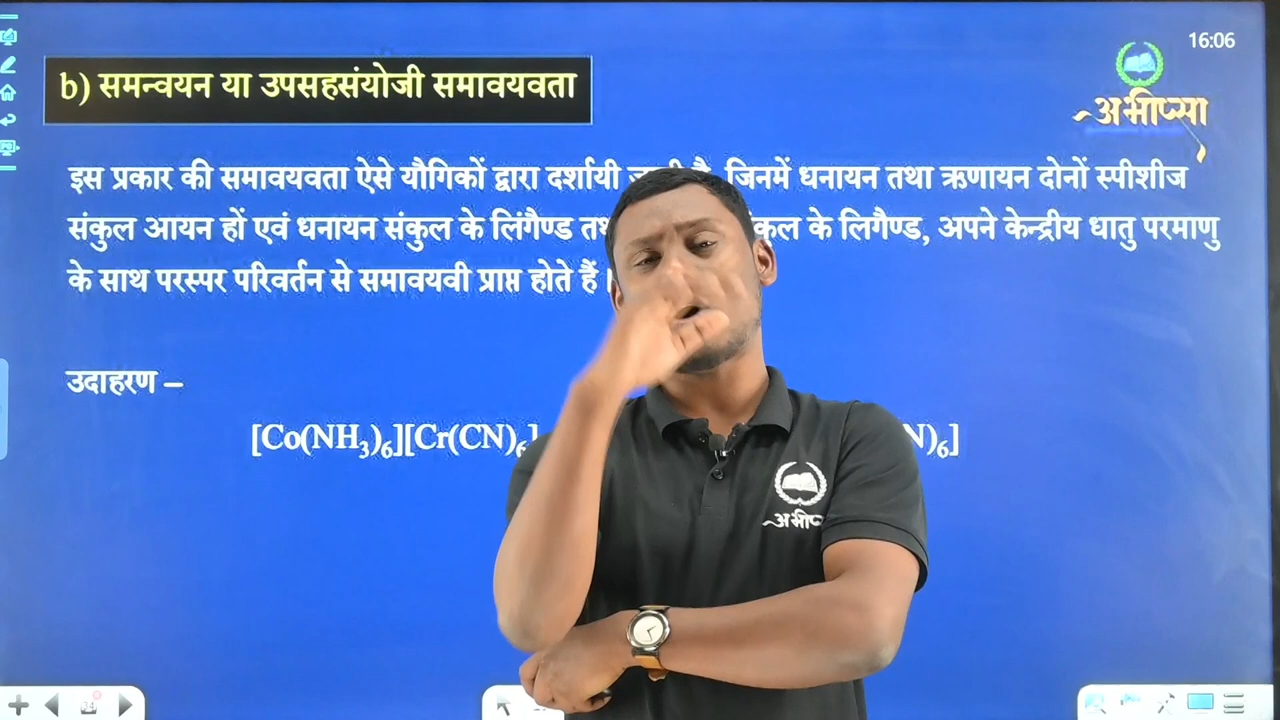 16:06
b) समन्वयन या उपसहसंयोजी समावयवता
अभीप्सा
इस प्रकार की समावयवता ऐसे यौगिकों द्वारा दर्शायी जिनमें धनायन तथा ऋणायन दोनों स्पीशीज
संकुल आयन हों एवं धनायन संकुल के लिंगैण्ड के लिगैण्ड, अपने केन्द्रीय धातु परमाणु
के साथ परस्पर परिवर्तन से समावयवी प्राप्त होते हैं
उदाहरण –
[Co(NH₃)₆][Cr(CN)₆] N)₆]
अभीप्
24